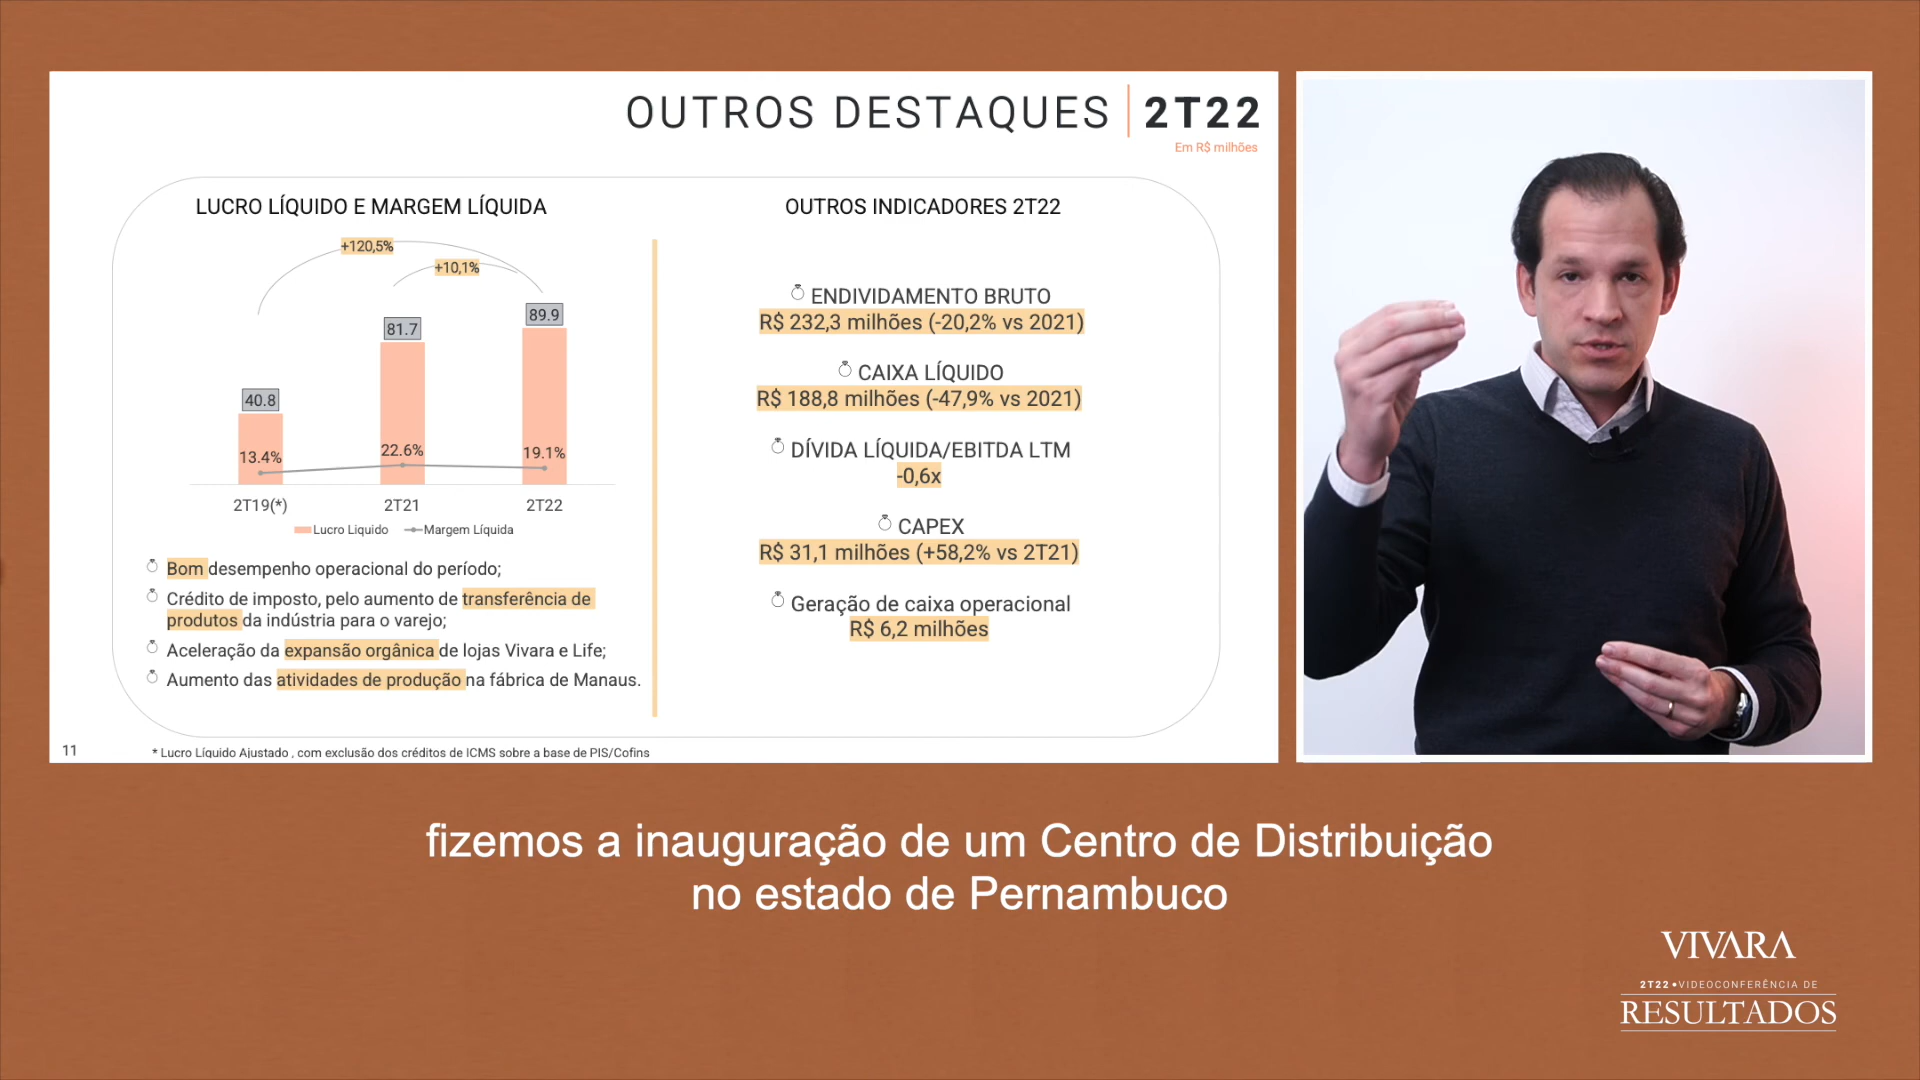 OUTROS DESTAQUES 2T22
Em R$ milhões
LUCRO LÍQUIDO E MARGEM LÍQUIDA
+120,5%
+10,1%
40.8
81.7
89.9
13.4%
22.6%
19.1%
2T19(*)
2T21
2T22
Lucro Liquido
Margem Líquida
Bom desempenho operacional do período;
Crédito de imposto, pelo aumento de transferência de
produtos da indústria para o varejo;
Aceleração da expansão orgânica de lojas Vivara e Life;
Aumento das atividades de produção na fábrica de Manaus.
OUTROS INDICADORES 2T22
ENDIVIDAMENTO BRUTO
R$ 232,3 milhões (-20,2% vs 2021)
CAIXA LÍQUIDO
R$ 188,8 milhões (-47,9% vs 2021)
DÍVIDA LÍQUIDA/EBITDA LTM
-0,6x
CAPEX
R$ 31,1 milhões (+58,2% vs 2T21)
Geração de caixa operacional
R$ 6,2 milhões
11
* Lucro Líquido Ajustado , com exclusão dos créditos de ICMS sobre a base de PIS/Cofins
fizemos a inauguração de um Centro de Distribuição
no estado de Pernambuco
VIVARA
2T22•VIDEOCONFERÊNCIA DE
RESULTADOS